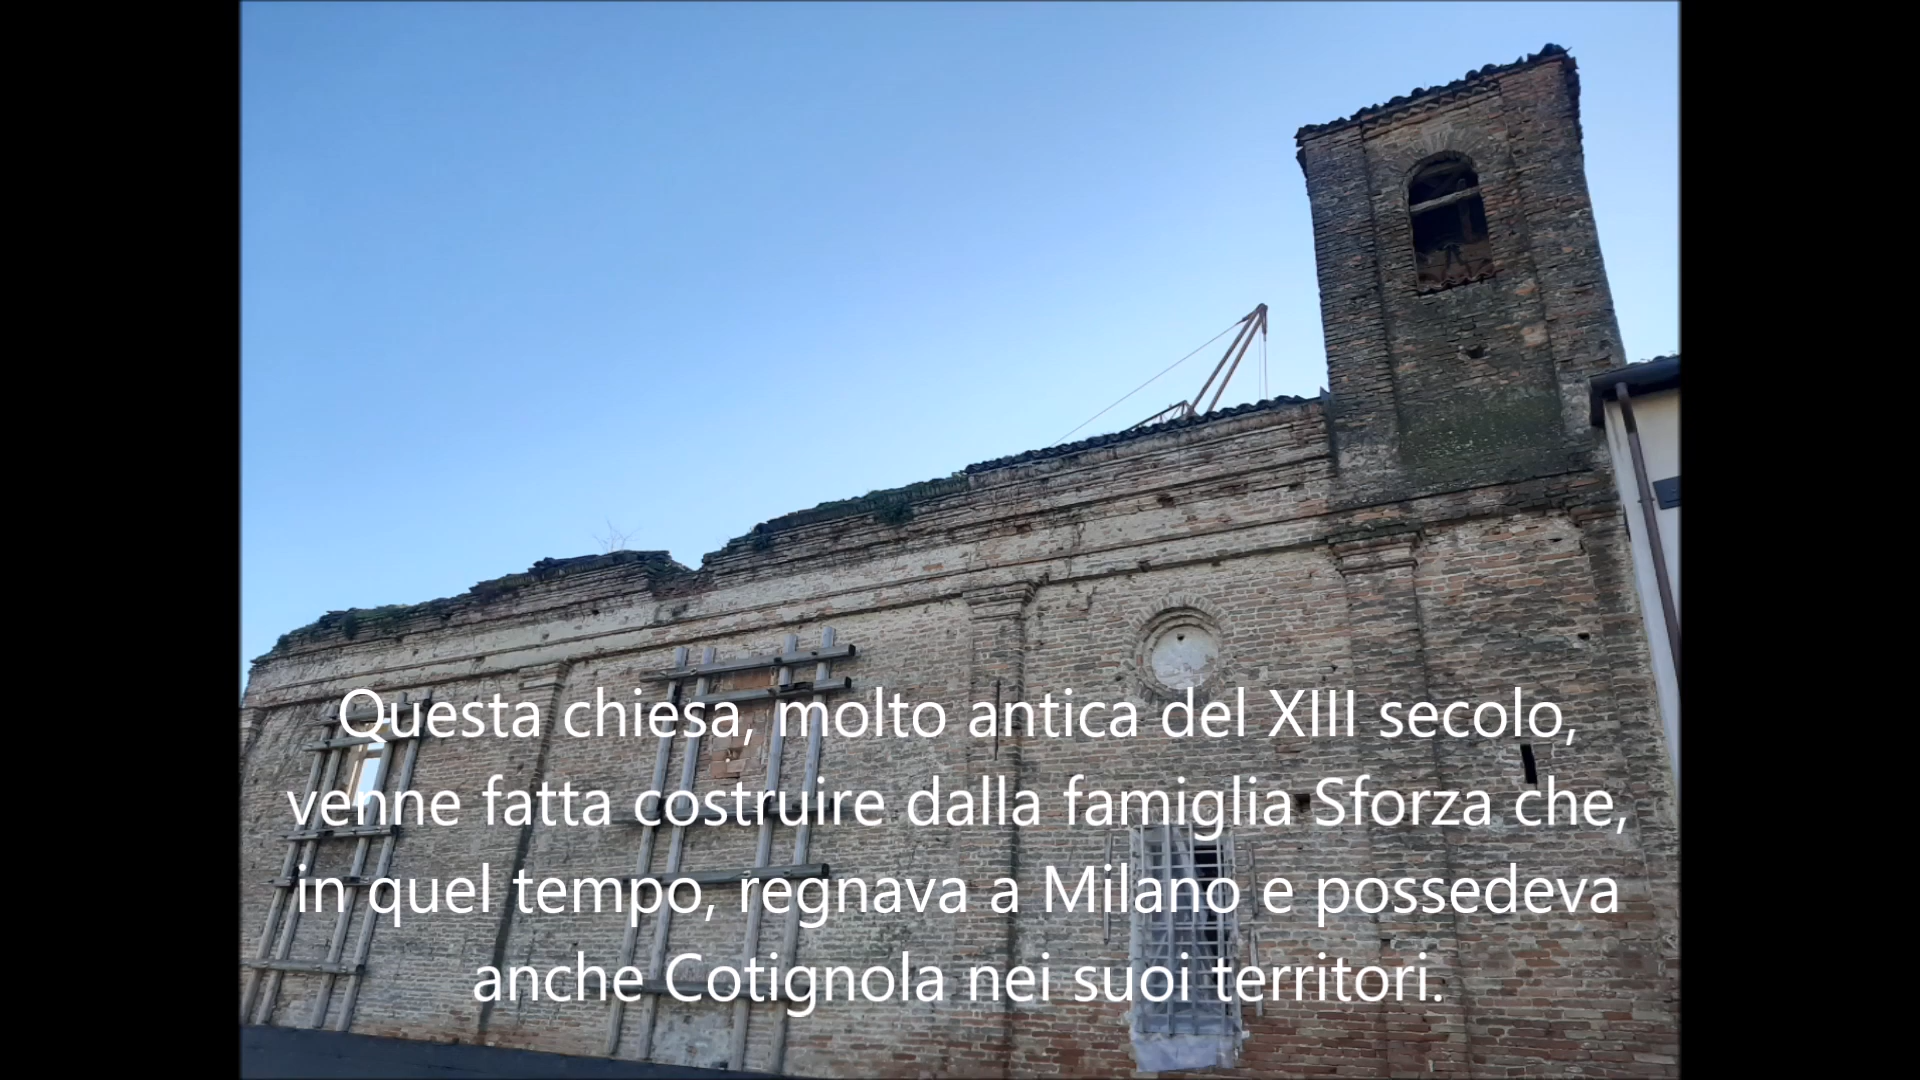 Questa chiesa, molto antica del XIII secolo,
venne fatta costruire dalla famiglia Sforza che,
in quel tempo, regnava a Milano e possedeva
anche Cotignola nei suoi territori.